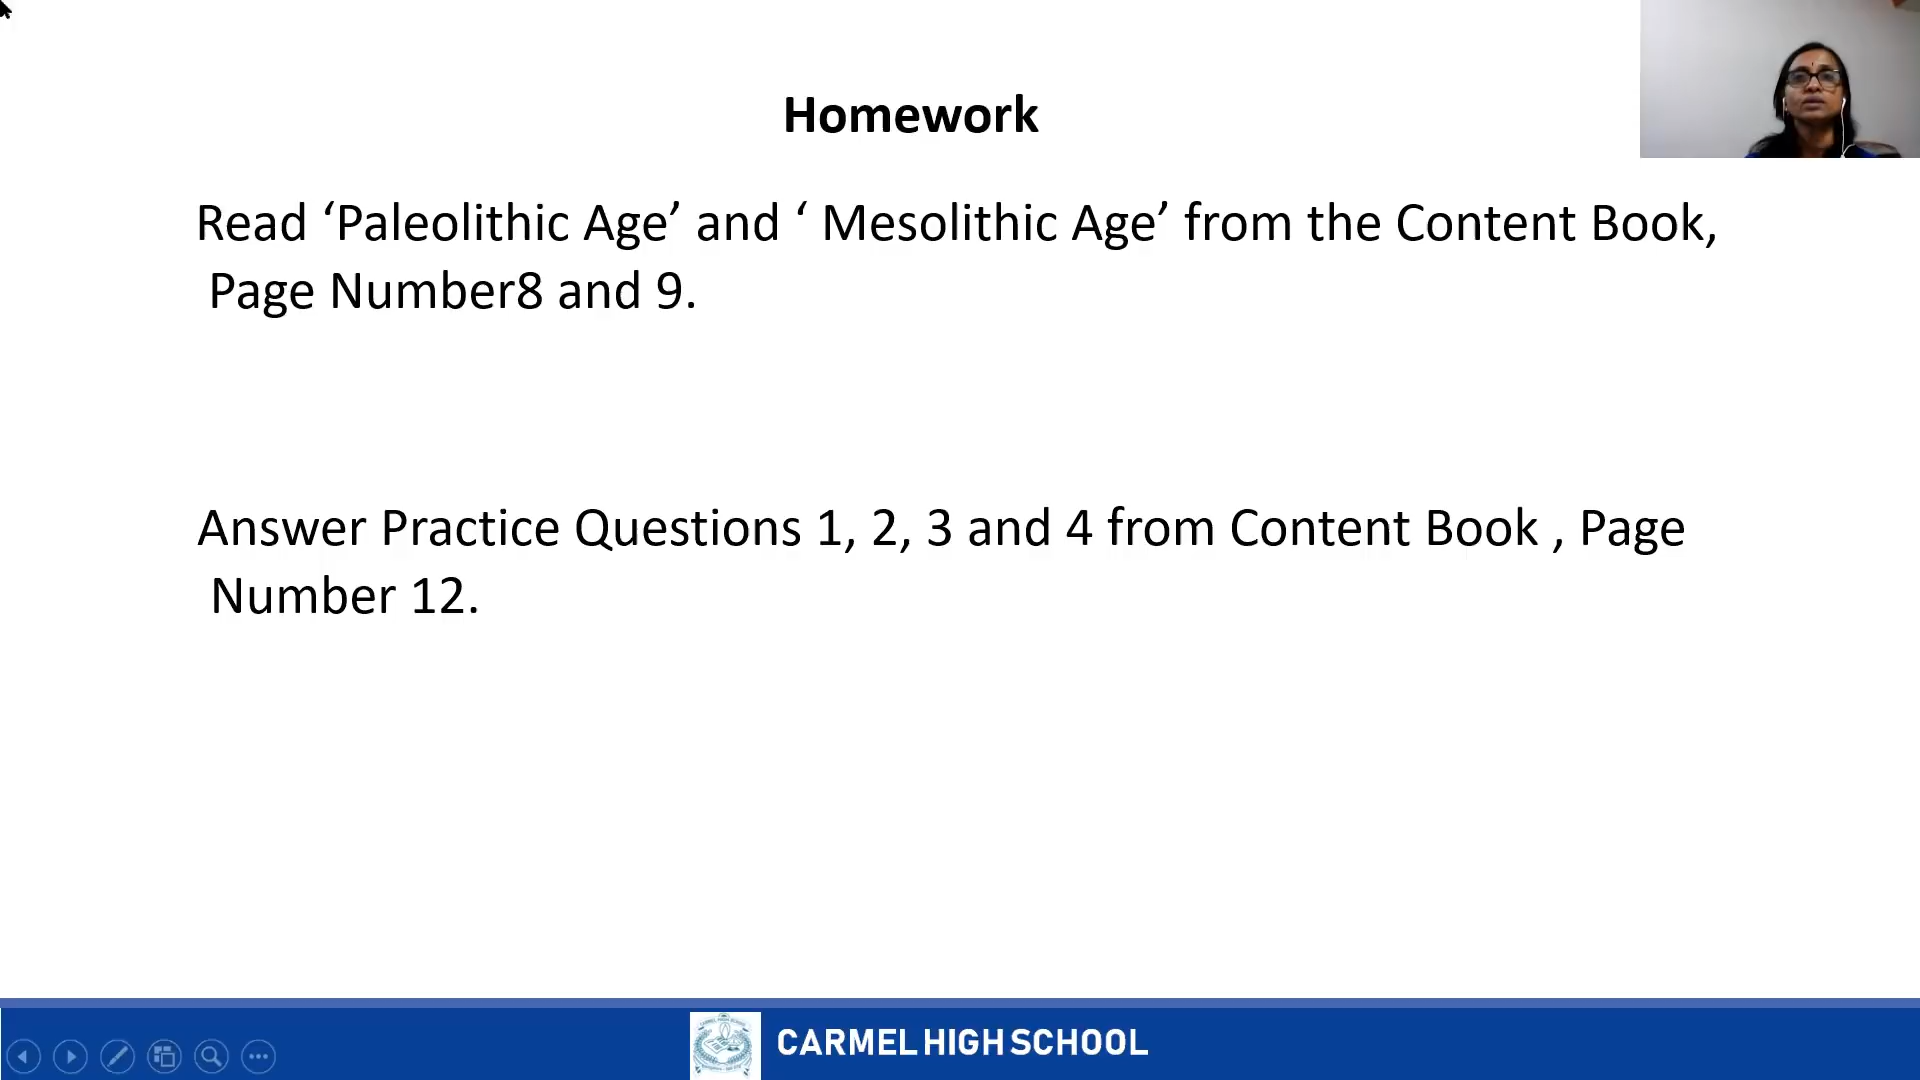 Homework
Read ‘Paleolithic Age’ and ‘ Mesolithic Age’ from the Content Book,
Page Number8 and 9.
Answer Practice Questions 1, 2, 3 and 4 from Content Book , Page
Number 12.
CARMEL HIGH SCHOOL